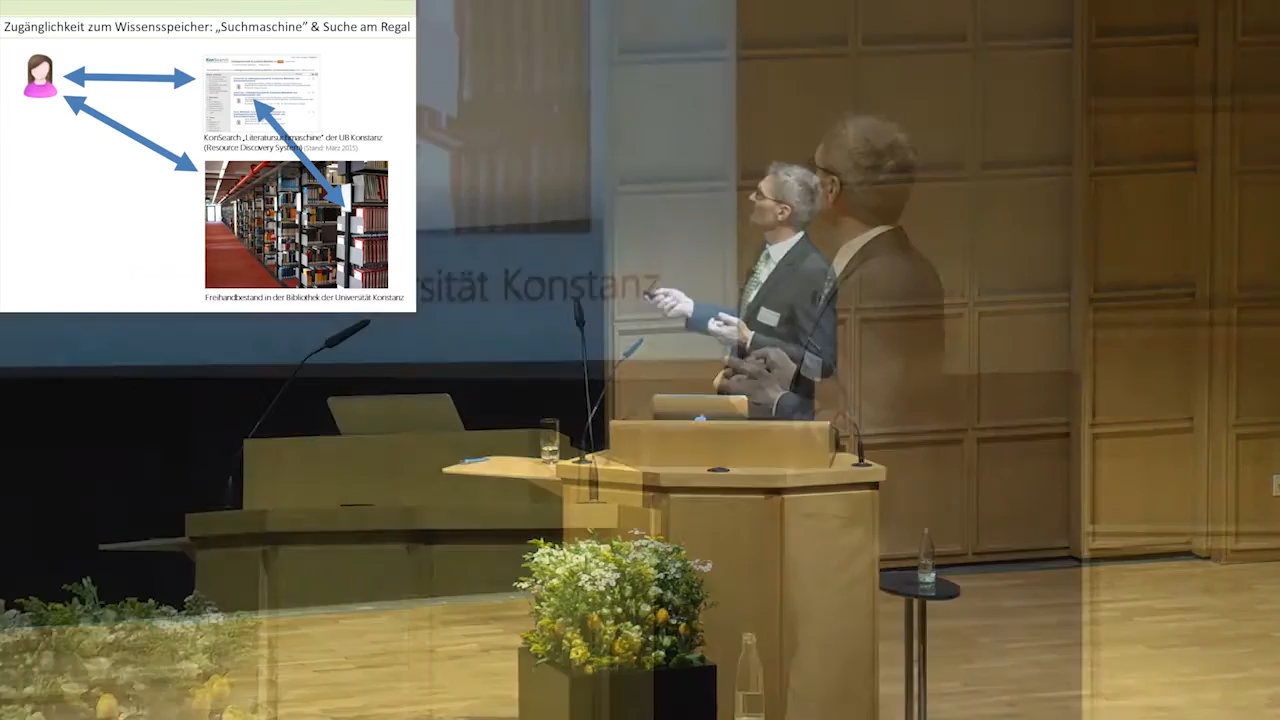 Zugänglichkeit zum Wissensspeicher: „Suchmaschine" & Suche am Regal
KonSearch
KonSearch „Literatursuchmaschine" der UB Konstanz
(Resource Discovery System) (Stand: März 2015)
Freihandbestand in der Bibliothek der Universität Konstanz
sität Konstanz